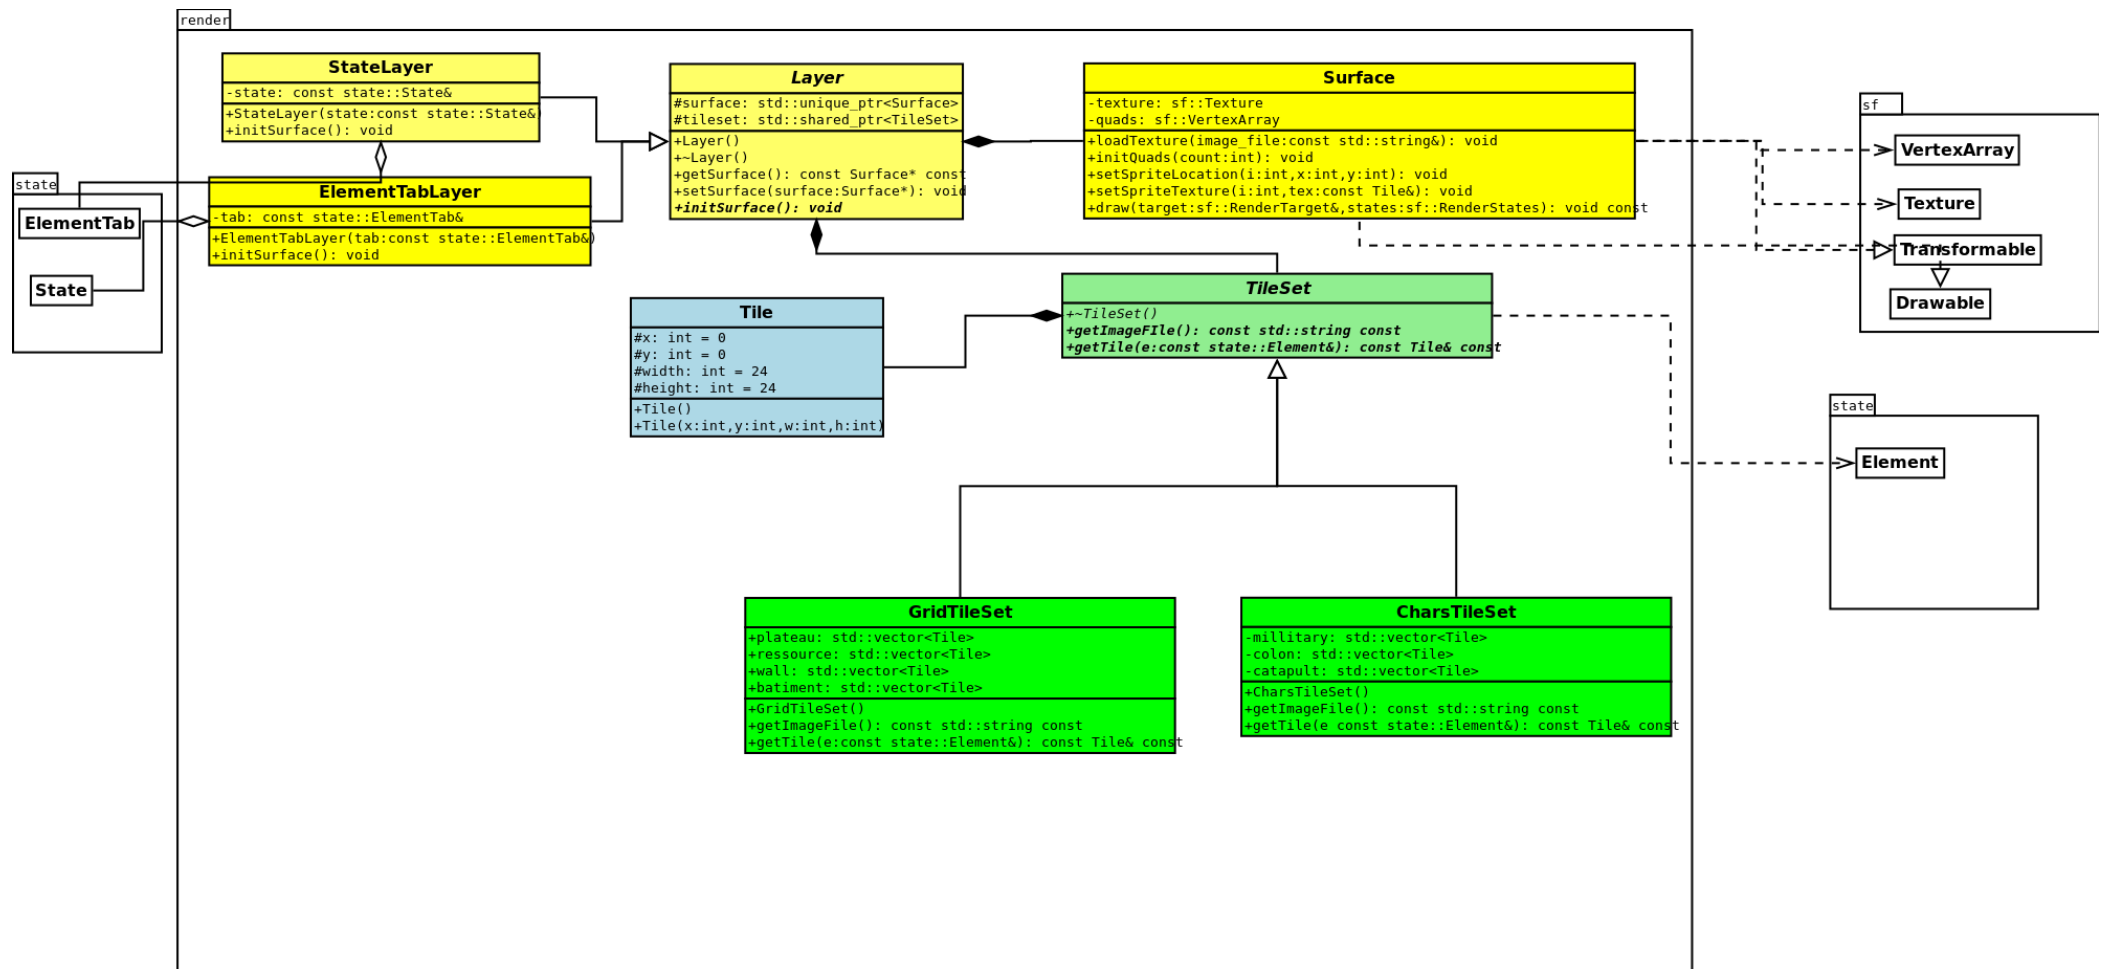 render
StateLayer
-state: const state::State&
+StateLayer(state:const state::State&)
+initSurface(): void
Layer
#surface: std::unique_ptr<Surface>
#tileset: std::shared_ptr<TileSet>
+Layer()
+~Layer()
+getSurface(): const Surface* const
+setSurface(surface:Surface*): void
+initSurface(): void
Surface
-texture: sf::Texture
-quads: sf::VertexArray
+loadTexture(image_file:const std::string&): void
+initQuads(count:int): void
+setSpriteLocation(i:int,x:int,y:int): void
+setSpriteTexture(i:int,tex:const Tile&): void
+draw(target:sf::RenderTarget&,states:sf::RenderStates): void const
sf
VertexArray
Texture
Transformable
Drawable
state
ElementTab
State
ElementTabLayer
-tab: const state::ElementTab&
+ElementTabLayer(tab:const state::ElementTab&)
+initSurface(): void
Tile
#x: int = 0
#y: int = 0
#width: int = 24
#height: int = 24
+Tile()
+Tile(x:int,y:int,w:int,h:int)
TileSet
+~TileSet()
+getImageFIle(): const std::string const
+getTile(e:const state::Element&): const Tile& const
state
Element
GridTileSet
+plateau: std::vector<Tile>
+ressource: std::vector<Tile>
+wall: std::vector<Tile>
+batiment: std::vector<Tile>
+GridTileSet()
+getImageFile(): const std::string const
+getTile(e:const state::Element&): const Tile& const
CharsTileSet
-millitary: std::vector<Tile>
-colon: std::vector<Tile>
-catapult: std::vector<Tile>
+CharsTileSet()
+getImageFile(): const std::string const
+getTile(e const state::Element&): const Tile& const